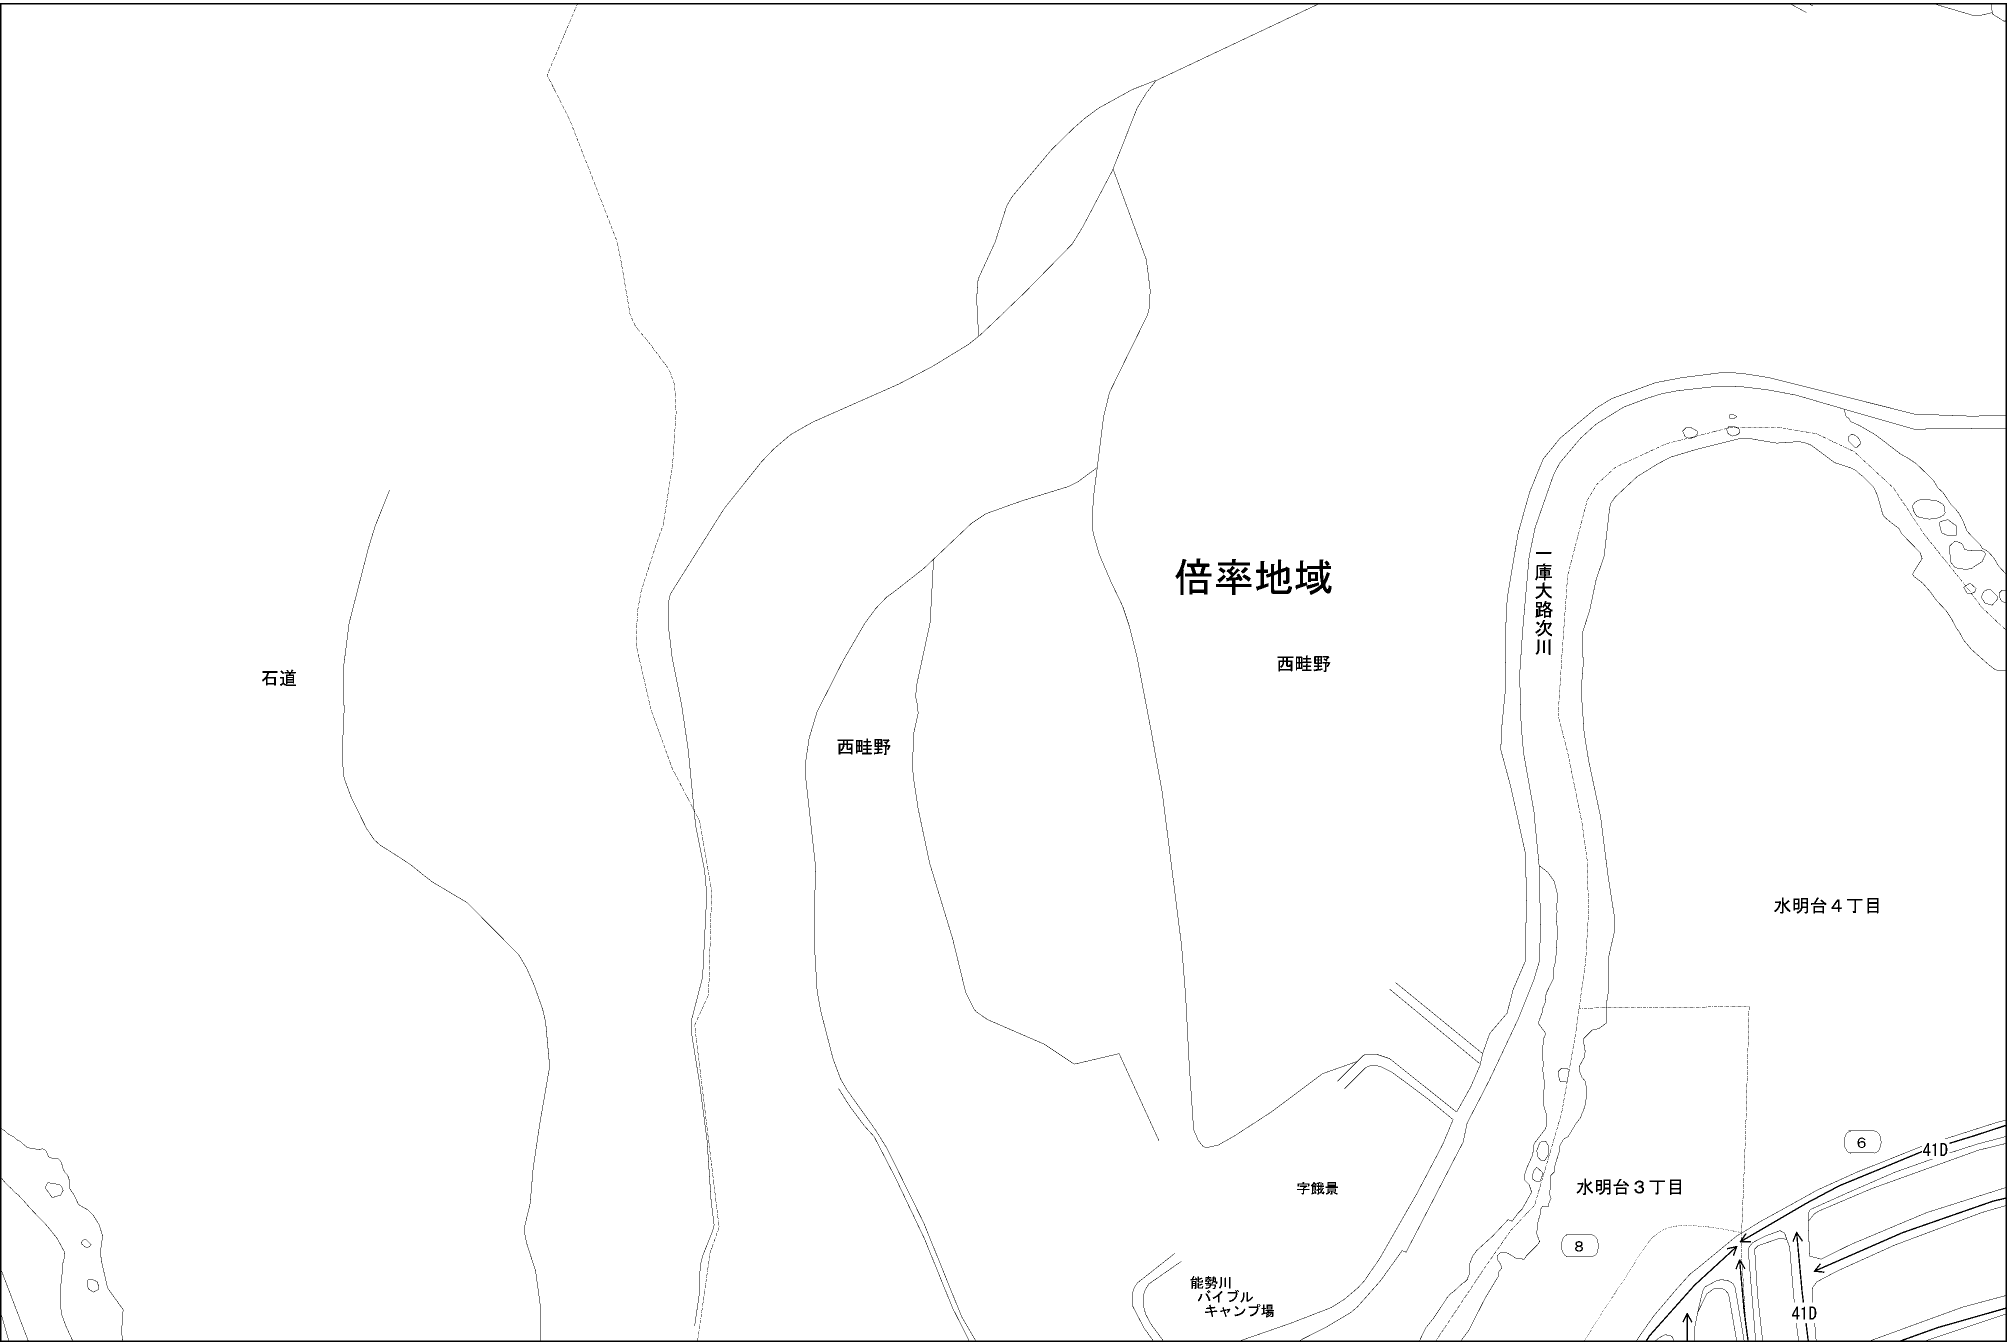 倍率地域
一庫大路次川
西畦野
石道
西畦野
水明台４丁目
6
41D
水明台３丁目
字餓景
8
能勢川
バイブル
キャンプ場
41D